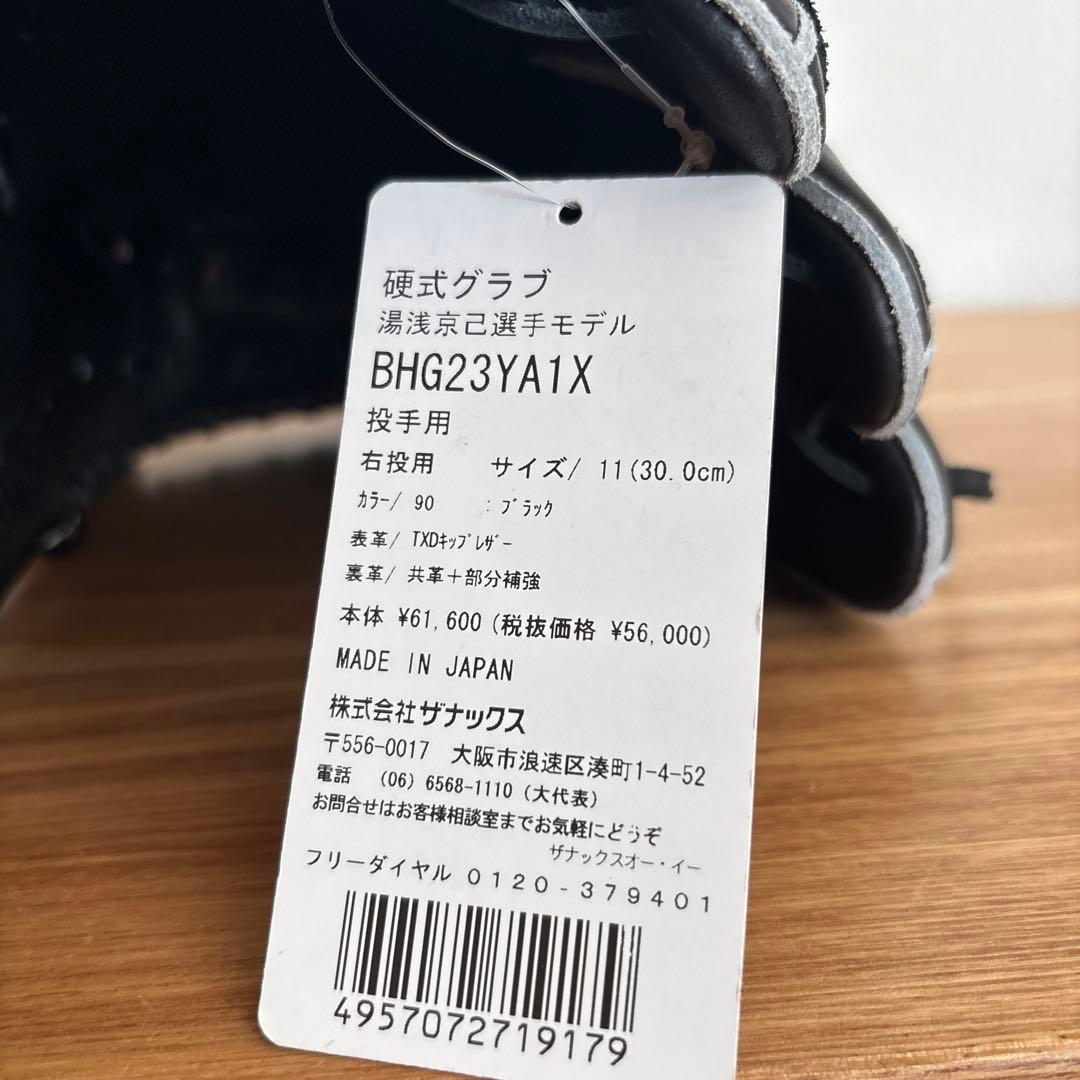 硬式グラブ
湯浅京己選手モデル
BHG23YA1X
投手用
右投用 サイズ/ 11(30.0cm)
ｶﾗｰ/ 90 :ﾌﾞﾗｯｸ
表革/ TXDｷｯﾌﾟﾚｻﾞｰ
裏革/ 共革＋部分補強
本体 ¥61,600(税抜価格 ¥56,000)
MADE IN JAPAN
株式会社ザナックス
〒556-0017 大阪市浪速区湊町1-4-52
電話 (06) 6568-1110 (大代表)
お問合せはお客様相談室までお気軽にどうぞ
ザナックスオー・イー
フリーダイヤル 0120-379401
4957072719179